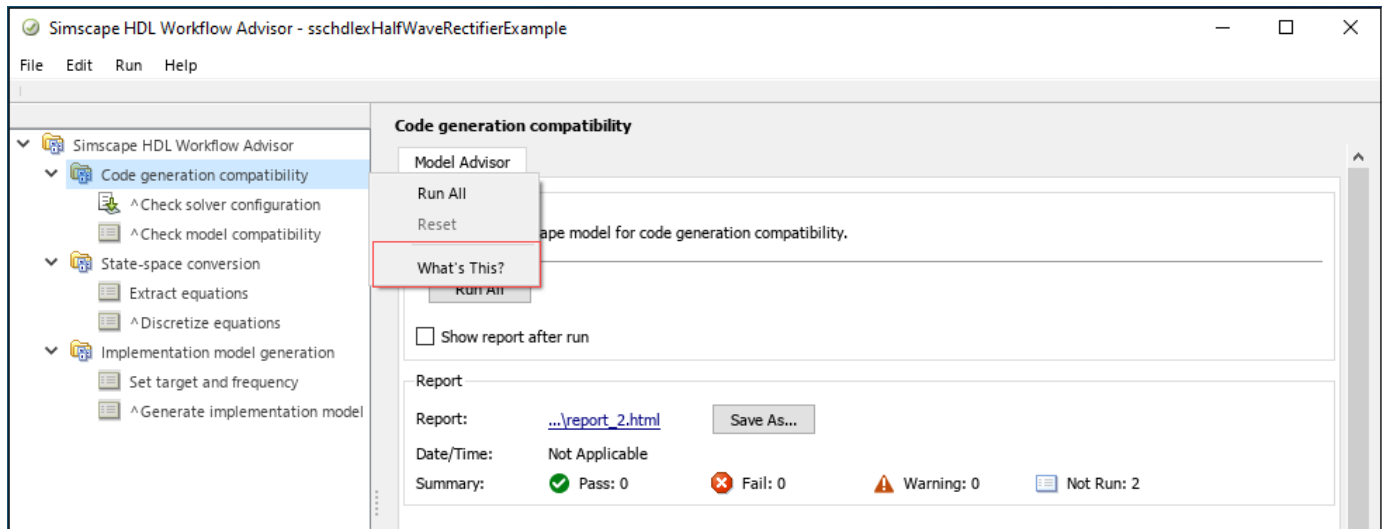 Simscape HDL Workflow Advisor - sschdlexHalfWaveRectifierExample
File Edit Run Help
Simscape HDL Workflow Advisor
Code generation compatibility
^Check solver configuration
^Check model compatibility
State-space conversion
Extract equations
^Discretize equations
Implementation model generation
Set target and frequency
^Generate implementation model
Code generation compatibility
Model Advisor
Run All
Reset
What's This?
ape model for code generation compatibility.
Run All
Show report after run
Report
Report: ...\report_2.html Save As...
Date/Time: Not Applicable
Summary: Pass: 0 Fail: 0 Warning: 0 Not Run: 2